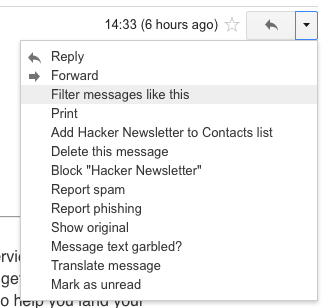 14:33 (6 hours ago)
Reply
Forward
Filter messages like this
Print
Add Hacker Newsletter to Contacts list
Delete this message
Block "Hacker Newsletter"
Report spam
Report phishing
Show original
Message text garbled?
Translate message
Mark as unread
to help you land your